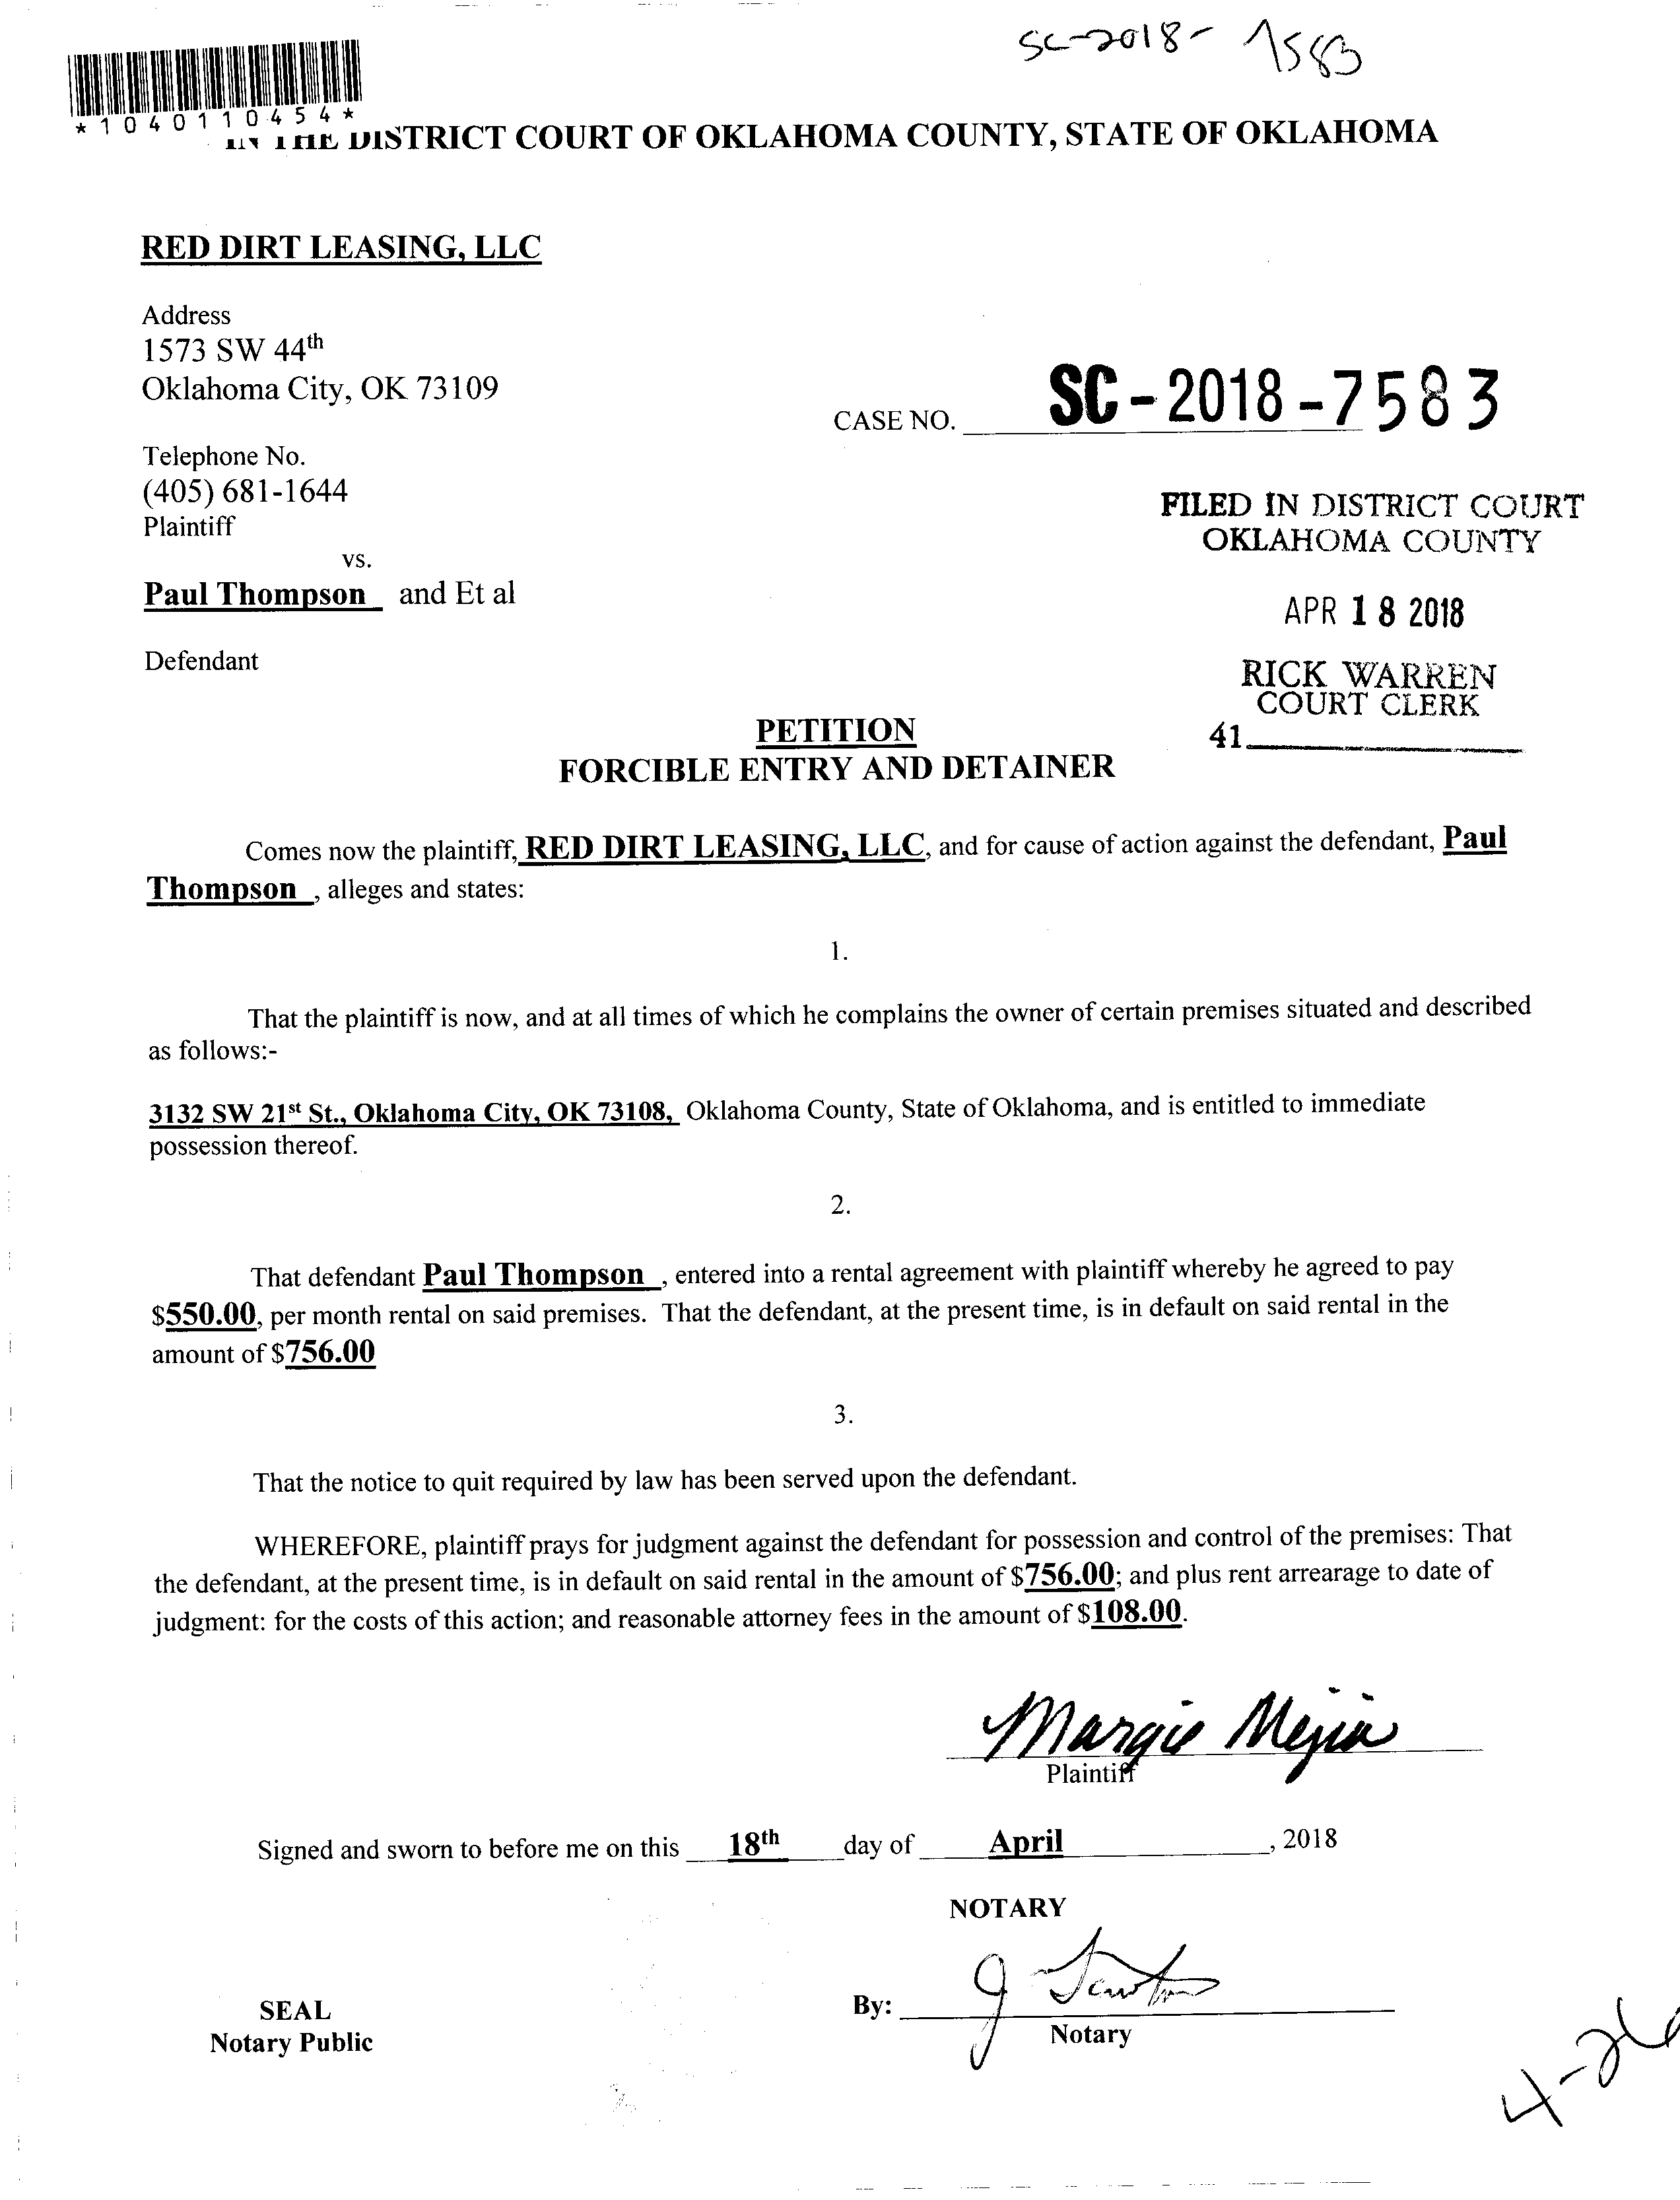 SC-2018- 7583
*1040110454*
IN THE DISTRICT COURT OF OKLAHOMA COUNTY, STATE OF OKLAHOMA
RED DIRT LEASING, LLC
Address
1573 SW 44th
Oklahoma City, OK 73109
CASE NO. SC-2018-7583
Telephone No.
(405) 681-1644
Plaintiff
vs.
Paul Thompson and Et al
Defendant
FILED IN DISTRICT COURT
OKLAHOMA COUNTY
APR 18 2018
RICK WARREN
COURT CLERK
41
PETITION
FORCIBLE ENTRY AND DETAINER
Comes now the plaintiff, RED DIRT LEASING, LLC, and for cause of action against the defendant, Paul
Thompson , alleges and states:
1.
That the plaintiff is now, and at all times of which he complains the owner of certain premises situated and described
as follows:-
3132 SW 21st St., Oklahoma City, OK 73108, Oklahoma County, State of Oklahoma, and is entitled to immediate
possession thereof.
2.
That defendant Paul Thompson , entered into a rental agreement with plaintiff whereby he agreed to pay
$550.00, per month rental on said premises. That the defendant, at the present time, is in default on said rental in the
amount of $756.00
3.
That the notice to quit required by law has been served upon the defendant.
WHEREFORE, plaintiff prays for judgment against the defendant for possession and control of the premises: That
the defendant, at the present time, is in default on said rental in the amount of $756.00; and plus rent arrearage to date of
judgment: for the costs of this action; and reasonable attorney fees in the amount of $108.00.
Margie Mejia
Plaintiff
Signed and sworn to before me on this 18th day of April , 2018
NOTARY
By: J
Notary
SEAL
Notary Public
4-26